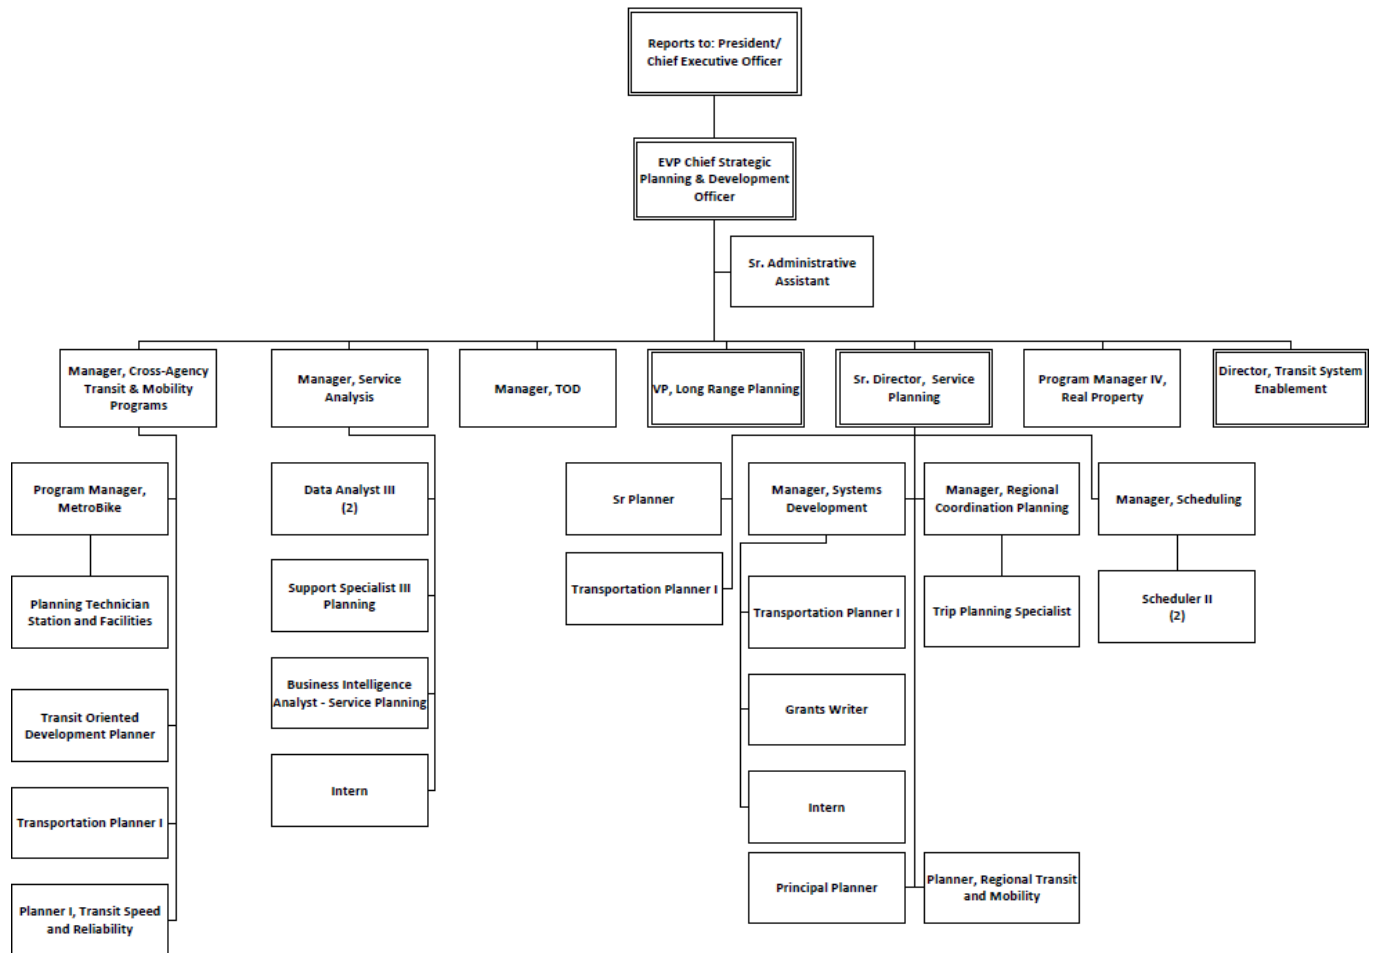 Reports to: President/
Chief Executive Officer
EVP Chief Strategic
Planning & Development
Officer
Sr. Administrative
Assistant
Manager, Cross-Agency
Transit & Mobility
Programs
Manager, Service
Analysis
Manager, TOD
VP, Long Range Planning
Sr. Director, Service
Planning
Program Manager IV,
Real Property
Director, Transit System
Enablement
Program Manager,
MetroBike
Planning Technician
Station and Facilities
Transit Oriented
Development Planner
Transportation Planner I
Planner I, Transit Speed
and Reliability
Data Analyst III
(2)
Support Specialist III
Planning
Business Intelligence
Analyst - Service Planning
Intern
Sr Planner
Transportation Planner I
Manager, Systems
Development
Transportation Planner I
Grants Writer
Intern
Principal Planner
Manager, Regional
Coordination Planning
Trip Planning Specialist
Planner, Regional Transit
and Mobility
Manager, Scheduling
Scheduler II
(2)